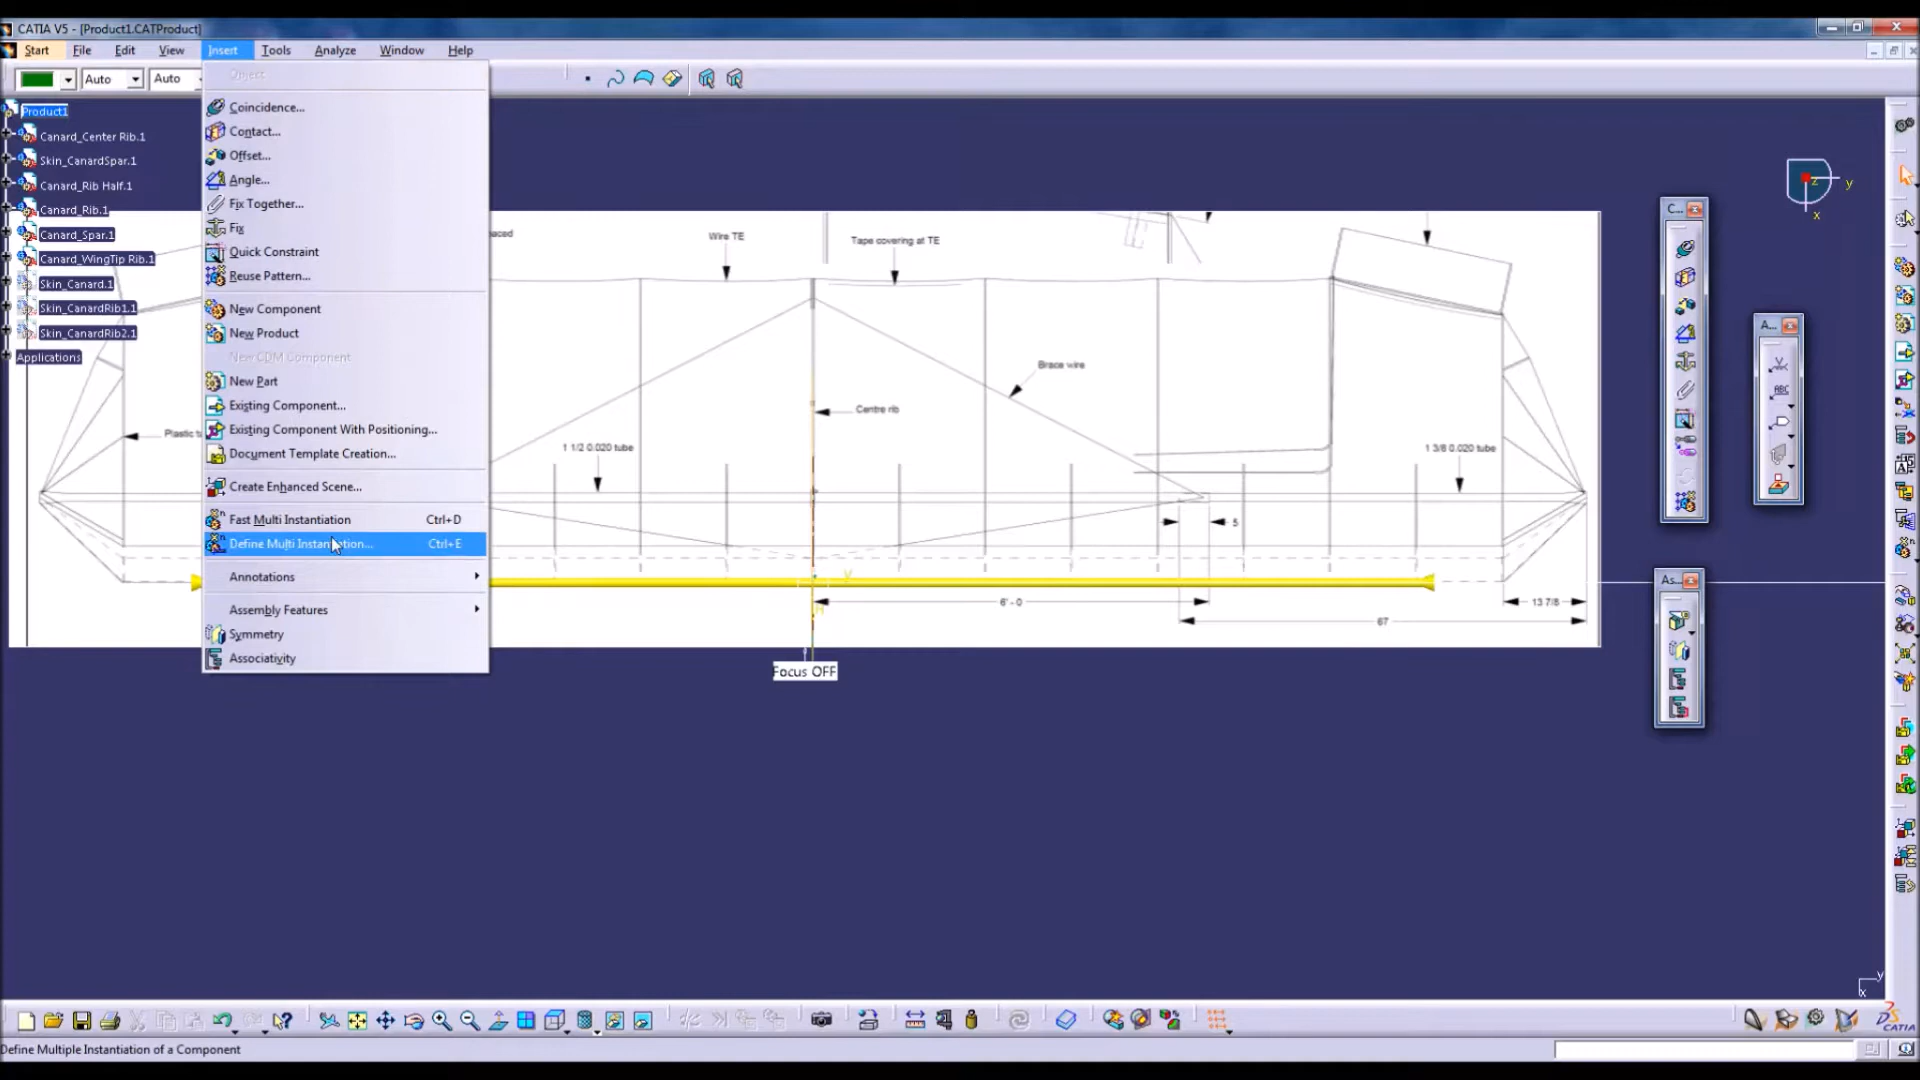 CATIA V5 - [Product1.CATProduct]
Start File Edit View Insert Tools Analyze Window Help
Auto Auto
Object
Coincidence...
Contact...
Offset...
Angle...
Fix Together...
Fix
Quick Constraint
Reuse Pattern...
New Component
New Product
New CDM Component
New Part
Existing Component...
Existing Component With Positioning...
Document Template Creation...
Create Enhanced Scene...
Fast Multi Instantiation Ctrl+D
Define Multi Instantiation... Ctrl+E
Annotations
Assembly Features
Symmetry
Associativity
Product1
Canard_Center Rib.1
Skin_CanardSpar.1
Canard_Rib Half.1
Canard_Rib.1
Canard_Spar.1
Canard_WingTip Rib.1
Skin_Canard.1
Skin_CanardRib1.1
Skin_CanardRib2.1
Applications
Wire TE
Tape covering at TE
Brace wire
Centre rib
Plastic
1 1/2 0.020 tube
1 3/8 0.020 tube
5
6' - 0
13 7/8
67
V
H
Focus OFF
z
y
x
C...
A...
ABC
As...
y
x
CATIA
Define Multiple Instantiation of a Component